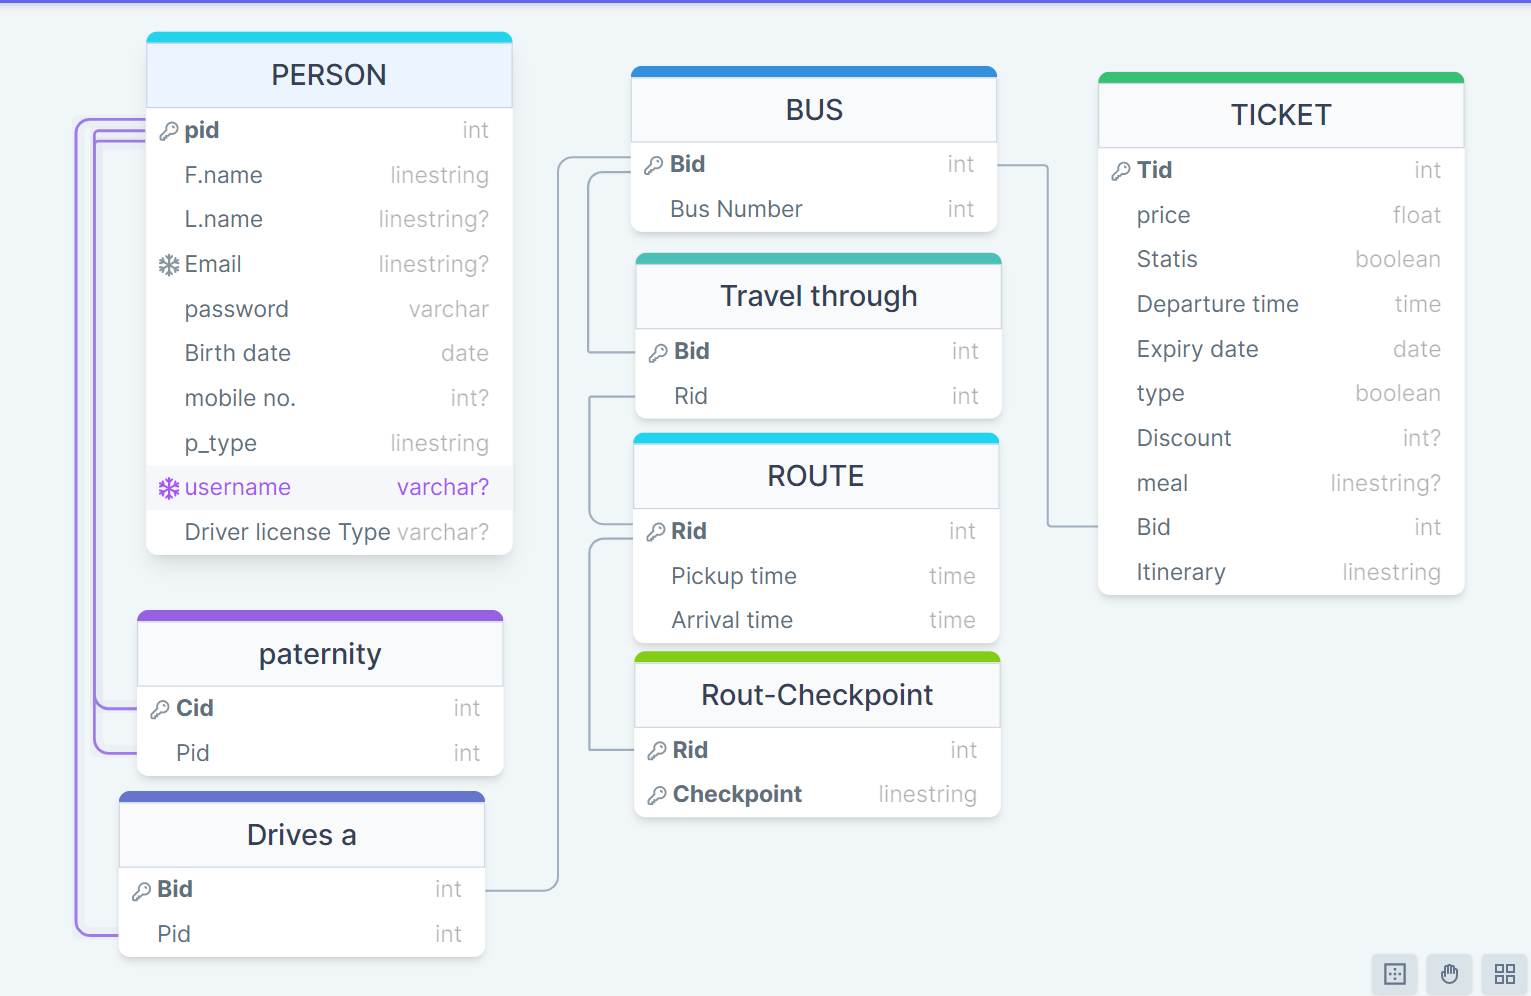 PERSON
pid int
F.name linestring
L.name linestring?
Email linestring?
password varchar
Birth date date
mobile no. int?
p_type linestring
username varchar?
Driver license Type varchar?
paternity
Cid int
Pid int
Drives a
Bid int
Pid int
BUS
Bid int
Bus Number int
Travel through
Bid int
Rid int
ROUTE
Rid int
Pickup time time
Arrival time time
Rout-Checkpoint
Rid int
Checkpoint linestring
TICKET
Tid int
price float
Statis boolean
Departure time time
Expiry date date
type boolean
Discount int?
meal linestring?
Bid int
Itinerary linestring